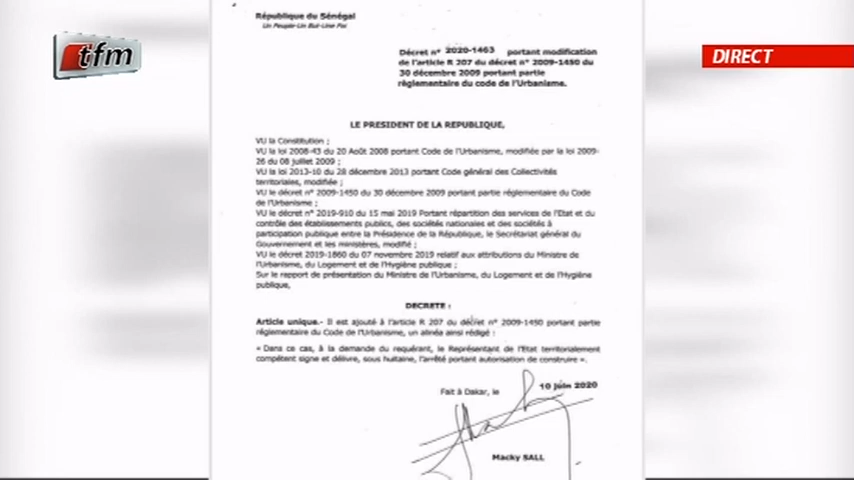 République du Sénégal
Un Peuple-Un But-Une Foi
tfm
DIRECT
Décret n° 2020-1463 portant modification
de l'article R 207 du décret n° 2009-1450 du
30 décembre 2009 portant partie
réglementaire du code de l'Urbanisme.
LE PRESIDENT DE LA REPUBLIQUE,
VU la Constitution ;
VU la loi 2008-43 du 20 Août 2008 portant Code de l'Urbanisme, modifiée par la loi 2009-
26 du 08 juillet 2009 ;
VU la loi 2013-10 du 28 décembre 2013 portant Code général des Collectivités
territoriales, modifiée ;
VU le décret n° 2009-1450 du 30 décembre 2009 portant partie réglementaire du Code
de l'Urbanisme ;
VU le décret n° 2019-910 du 15 mai 2019 Portant répartition des services de l'Etat et du
contrôle des établissements publics, des sociétés nationales et des sociétés à
participation publique entre la Présidence de la République, le Secrétariat général du
Gouvernement et les ministères, modifié ;
VU le décret 2019-1860 du 07 novembre 2019 relatif aux attributions du Ministre de
l'Urbanisme, du Logement et de l'Hygiène publique ;
Sur le rapport de présentation du Ministre de l'Urbanisme, du Logement et de l'Hygiène
publique,
DECRETE :
Article unique.- Il est ajouté à l'article R 207 du décret n° 2009-1450 portant partie
réglementaire du Code de l'Urbanisme, un alinéa ainsi rédigé :
« Dans ce cas, à la demande du requérant, le Représentant de l'Etat territorialement
compétent signe et délivre, sous huitaine, l'arrêté portant autorisation de construire ».
Fait à Dakar, le 10 juin 2020
Macky SALL